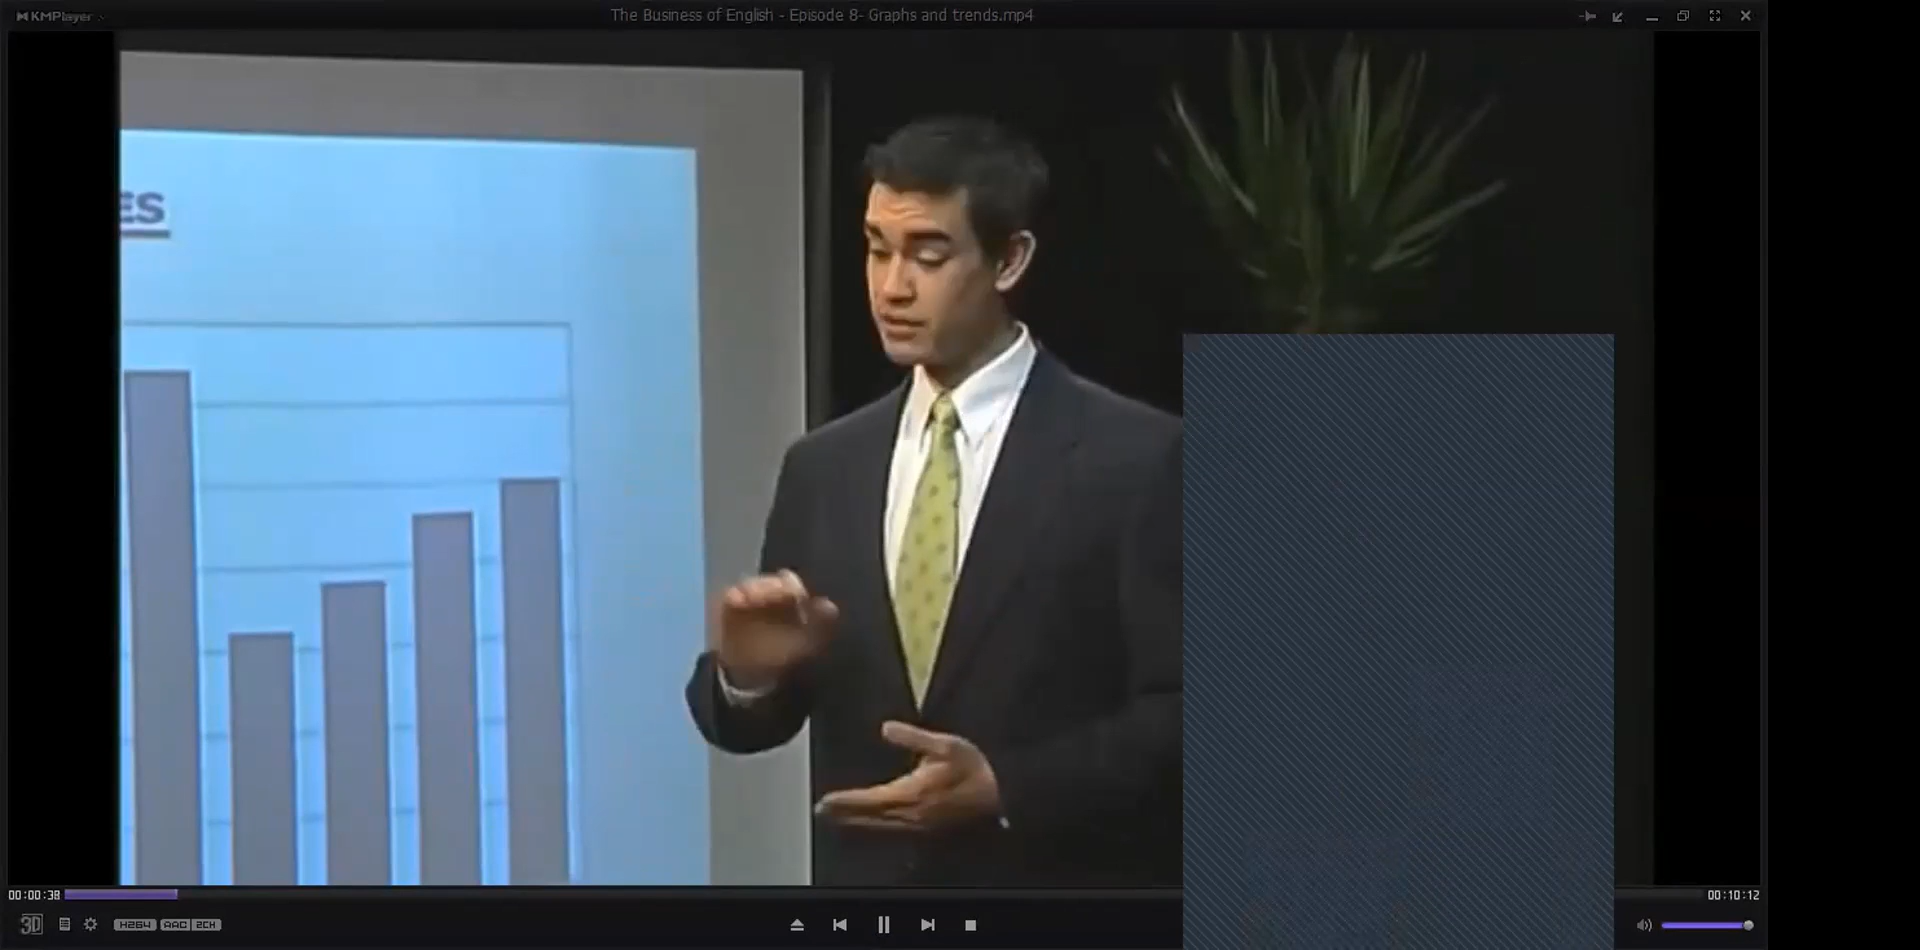 KMPlayer
The Business of English - Episode 8- Graphs and trends.mp4
ES
00:00:38
00:10:12
3D
H264 AAC 2CH